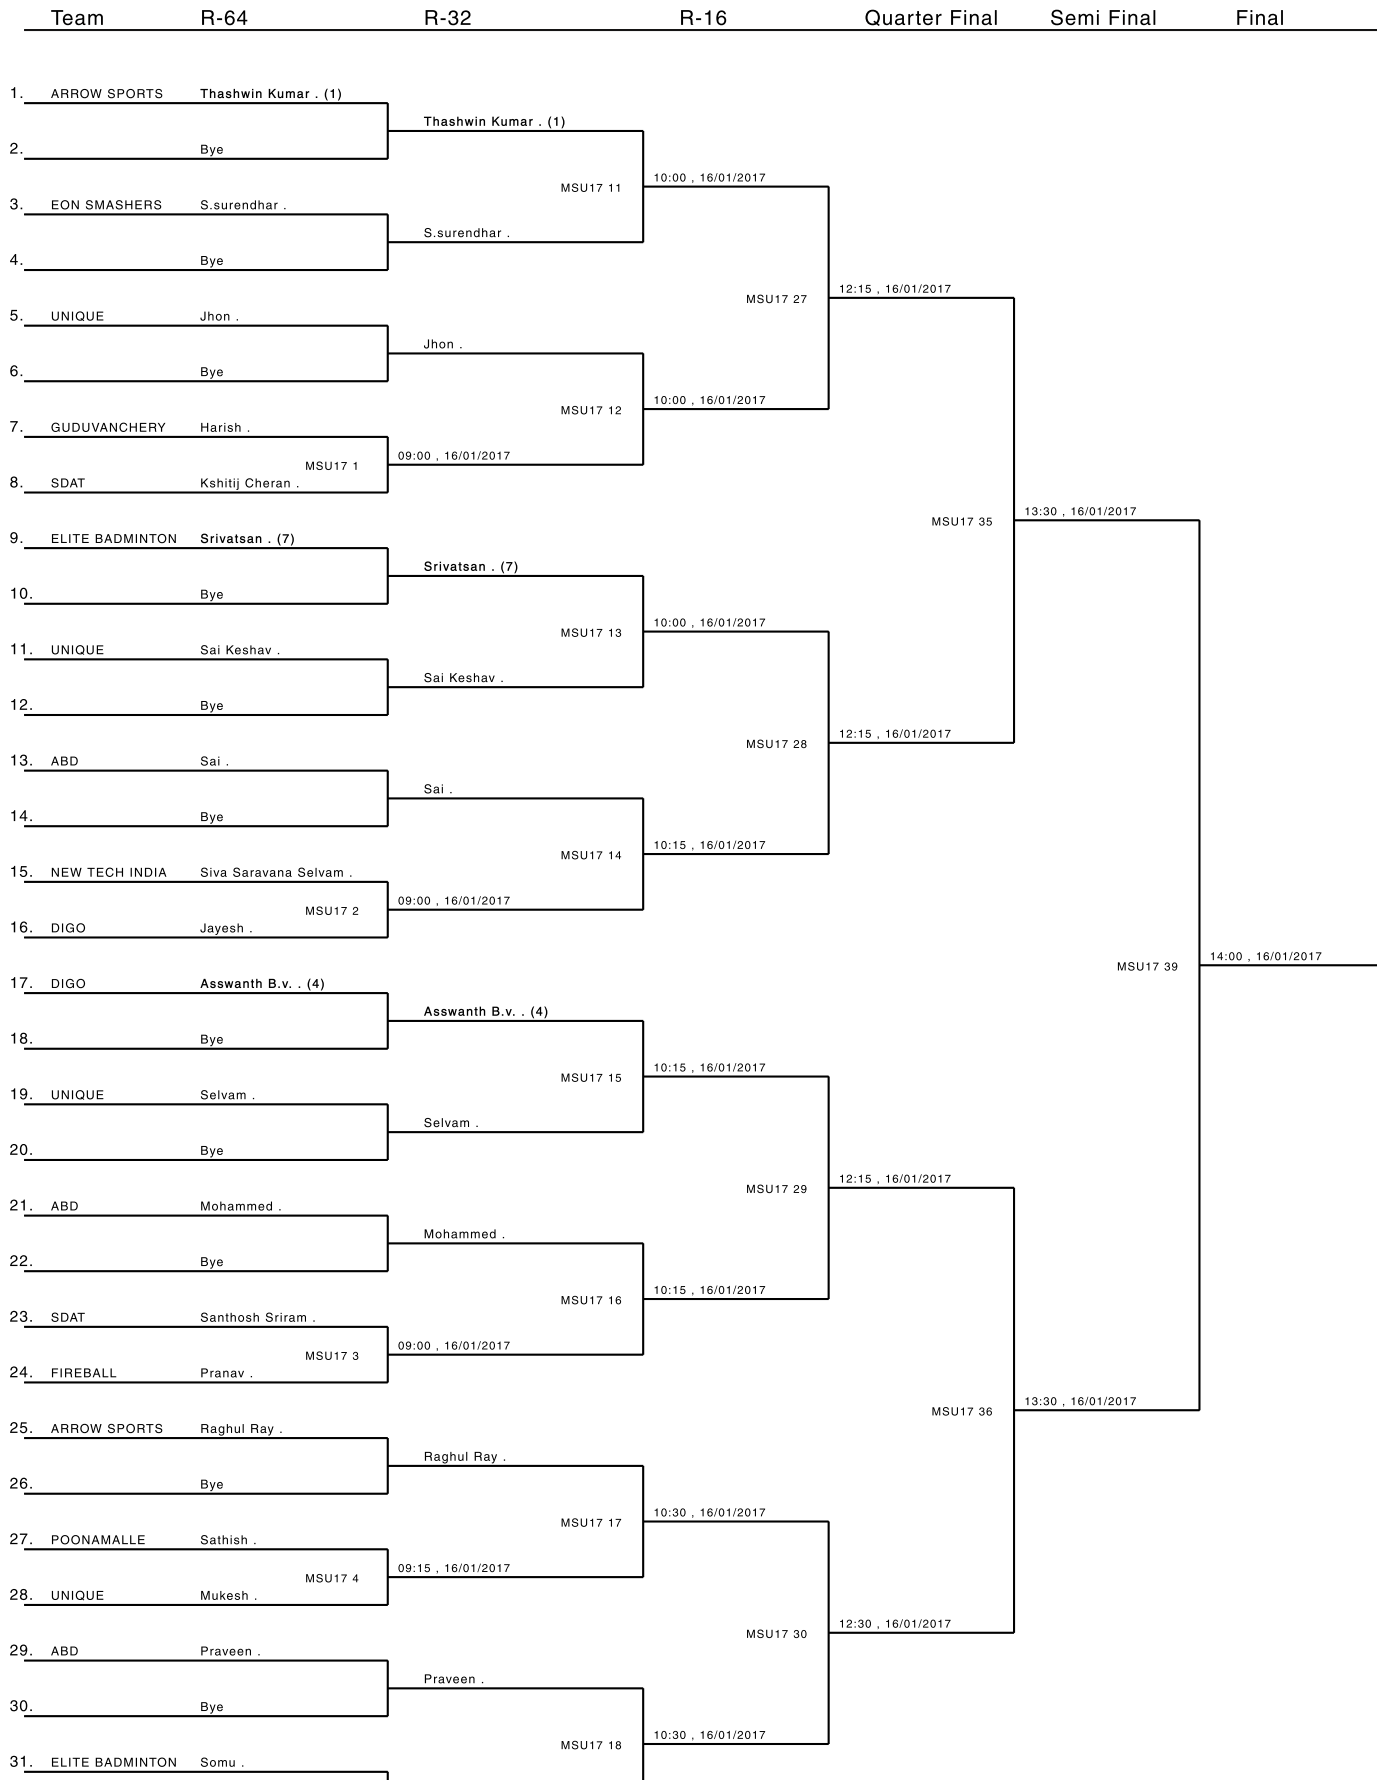 Team R-64 R-32 R-16 Quarter Final Semi Final Final
1. ARROW SPORTS Thashwin Kumar . (1)
Thashwin Kumar . (1)
2. Bye
MSU17 11 10:00 , 16/01/2017
3. EON SMASHERS S.surendhar .
S.surendhar .
4. Bye
MSU17 27 12:15 , 16/01/2017
5. UNIQUE Jhon .
Jhon .
6. Bye
MSU17 12 10:00 , 16/01/2017
7. GUDUVANCHERY Harish .
MSU17 1 09:00 , 16/01/2017
8. SDAT Kshitij Cheran .
MSU17 35 13:30 , 16/01/2017
9. ELITE BADMINTON Srivatsan . (7)
Srivatsan . (7)
10. Bye
MSU17 13 10:00 , 16/01/2017
11. UNIQUE Sai Keshav .
Sai Keshav .
12. Bye
MSU17 28 12:15 , 16/01/2017
13. ABD Sai .
Sai .
14. Bye
MSU17 14 10:15 , 16/01/2017
15. NEW TECH INDIA Siva Saravana Selvam .
MSU17 2 09:00 , 16/01/2017
16. DIGO Jayesh .
MSU17 39 14:00 , 16/01/2017
17. DIGO Asswanth B.v. . (4)
Asswanth B.v. . (4)
18. Bye
MSU17 15 10:15 , 16/01/2017
19. UNIQUE Selvam .
Selvam .
20. Bye
MSU17 29 12:15 , 16/01/2017
21. ABD Mohammed .
Mohammed .
22. Bye
MSU17 16 10:15 , 16/01/2017
23. SDAT Santhosh Sriram .
MSU17 3 09:00 , 16/01/2017
24. FIREBALL Pranav .
MSU17 36 13:30 , 16/01/2017
25. ARROW SPORTS Raghul Ray .
Raghul Ray .
26. Bye
MSU17 17 10:30 , 16/01/2017
27. POONAMALLE Sathish .
MSU17 4 09:15 , 16/01/2017
28. UNIQUE Mukesh .
MSU17 30 12:30 , 16/01/2017
29. ABD Praveen .
Praveen .
30. Bye
MSU17 18 10:30 , 16/01/2017
31. ELITE BADMINTON Somu .